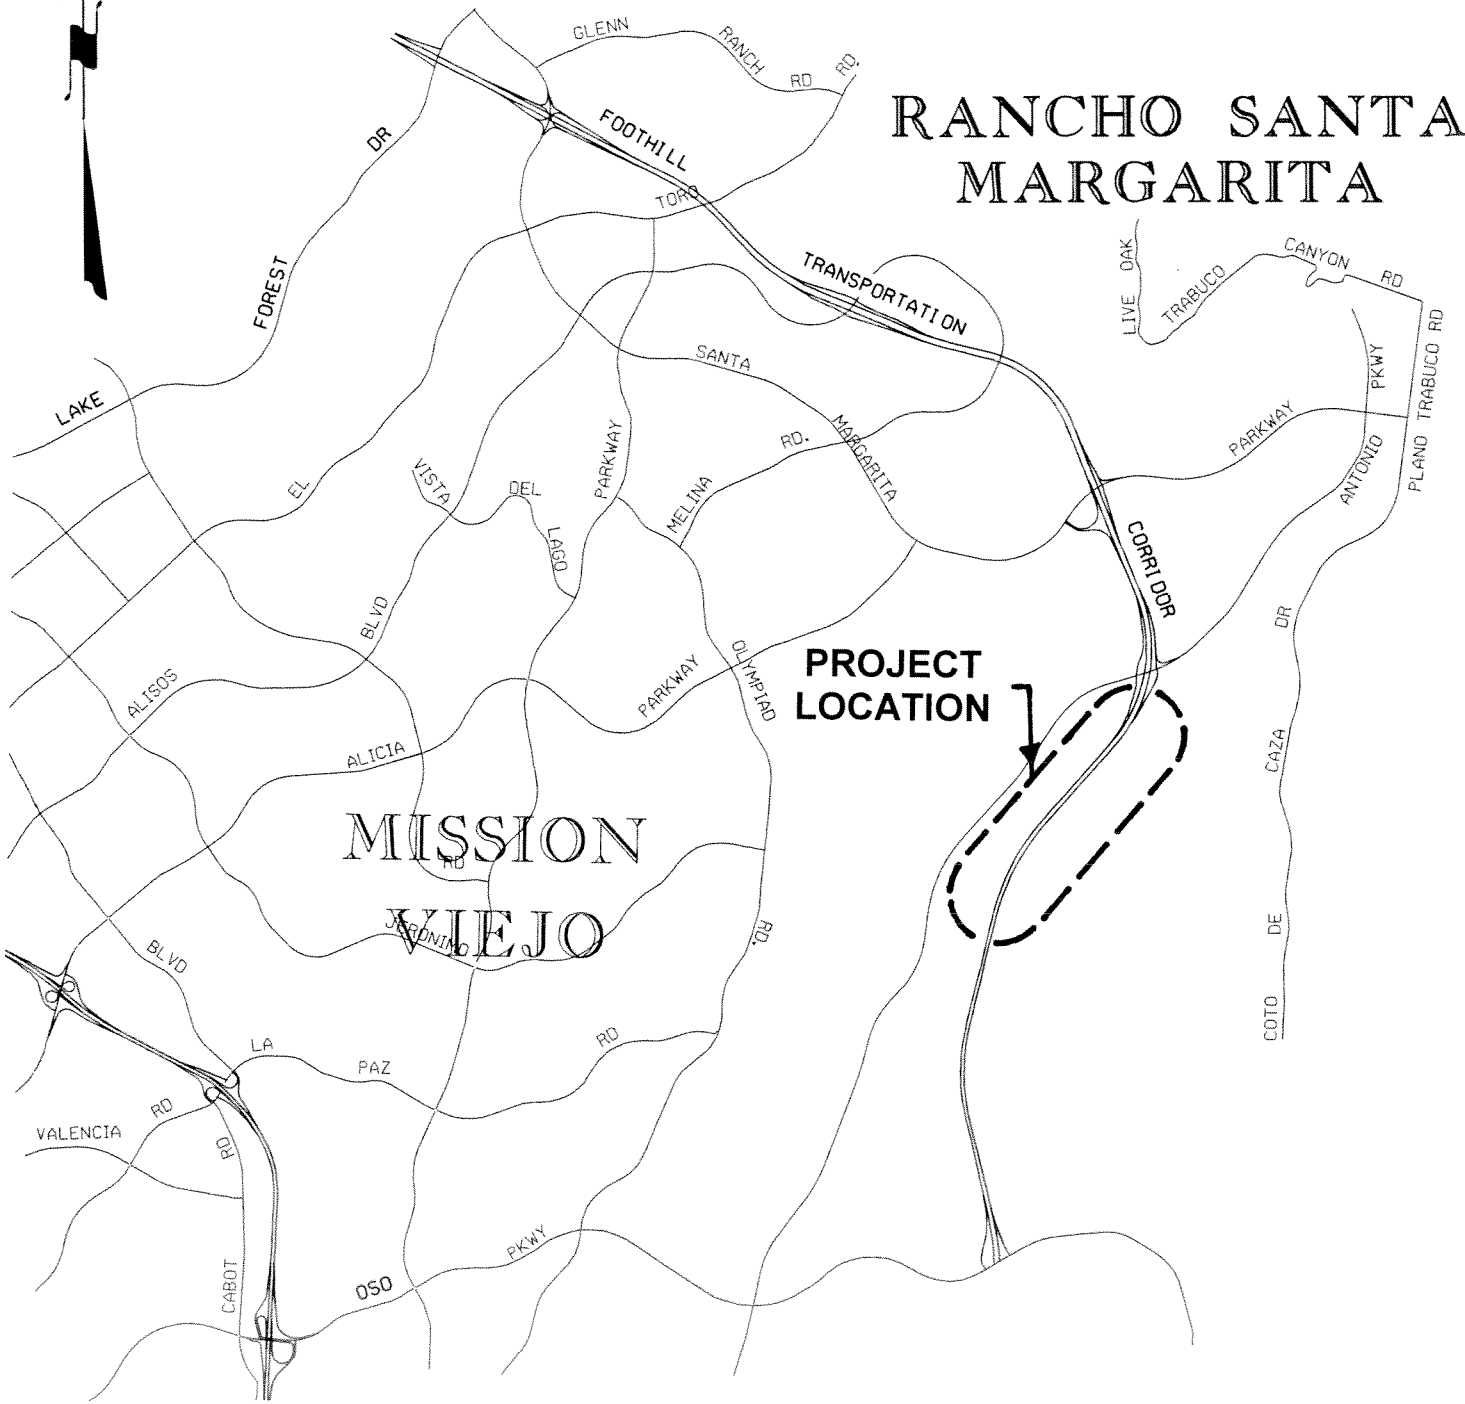 GLENN
RANCH
RD
RD.
DR
FOOTHILL
TORO
RANCHO SANTA
MARGARITA
LIVE OAK
TRABUCO
CANYON
RD
FOREST
TRANSPORTATION
PLANO TRABUCO RD
PKWY
SANTA
LAKE
PARKWAY
MARGARITA
RD.
PARKWAY
ANTONIO
VISTA
DEL
LAGO
EL
MELINA
CORRIDOR
BLVD
DR
OLYMPIAD
PROJECT
LOCATION
ALISOS
PARKWAY
ALICIA
CAZA
MISSION
RD
VIEJO
JERONIMO
RD.
DE
BLVD
COTO
LA
PAZ
RD
RD
VALENCIA
RD
PKWY
CABOT
OSO